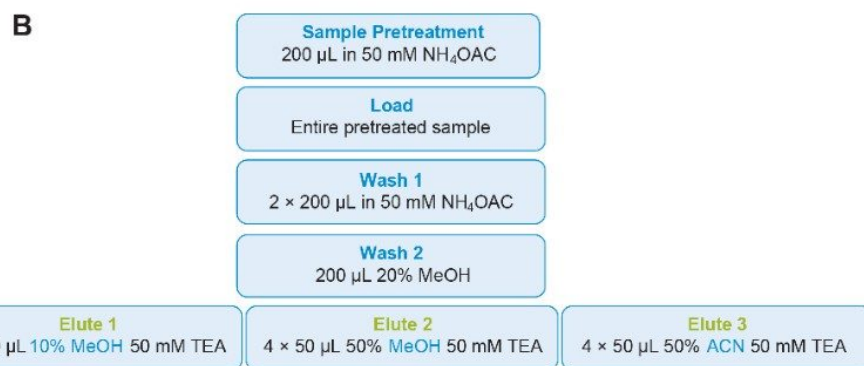 B
Sample Pretreatment
200 µL in 50 mM NH₄OAC
Load
Entire pretreated sample
Wash 1
2 × 200 µL in 50 mM NH₄OAC
Wash 2
200 µL 20% MeOH
Elute 1
µL 10% MeOH 50 mM TEA
Elute 2
4 × 50 µL 50% MeOH 50 mM TEA
Elute 3
4 × 50 µL 50% ACN 50 mM TEA